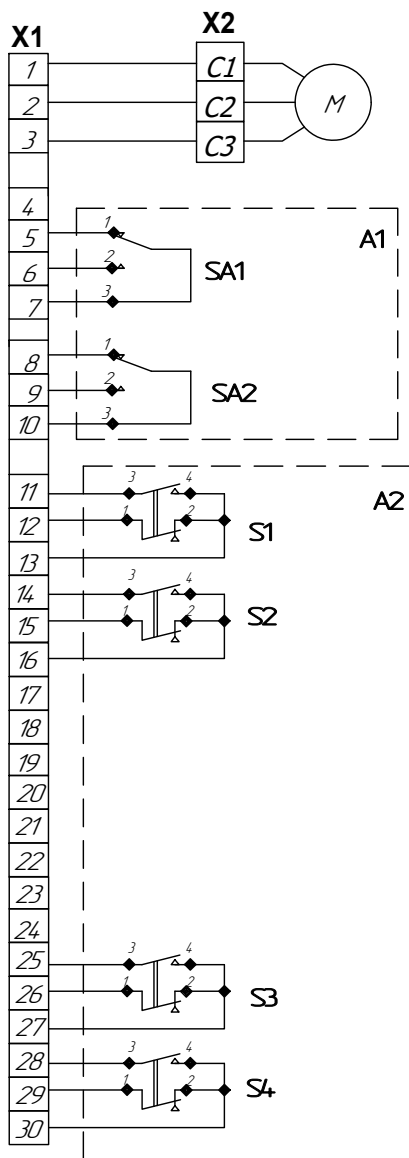 X1 X2
1 C1
2 C2 M
3 C3
4
5 1 A1
6 2 SA1
7 3
8 1
9 2 SA2
10 3
11 3 4 A2
12 1 2 S1
13
14 3 4
15 1 2 S2
16
17
18
19
20
21
22
23
24
25 3 4
26 1 2 S3
27
28 3 4
29 1 2 S4
30